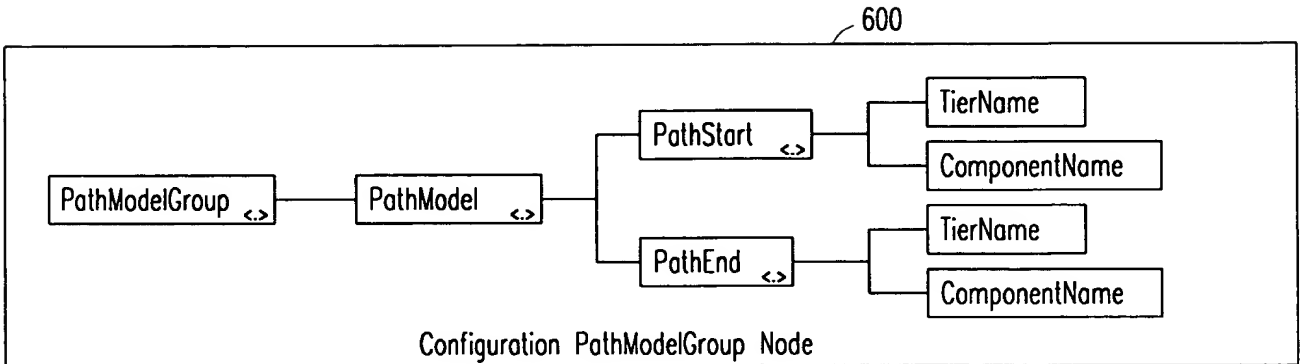 600
PathModelGroup <.>
PathModel <.>
PathStart <.>
TierName
ComponentName
PathEnd <.>
TierName
ComponentName
Configuration PathModelGroup Node